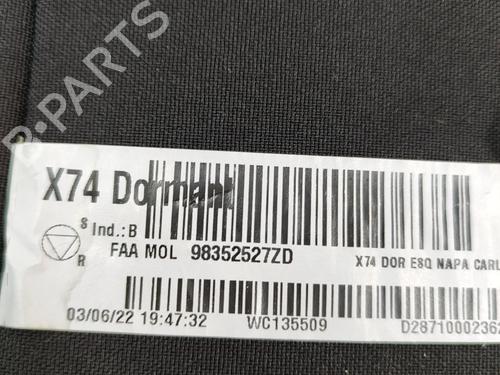 B-PARTS
X74 Dormant
S Ind.: B
R
FAA MOL 98352527ZD
X74 DOR ESQ NAPA CARL
03/06/22 19:47:32 WC135509 D28710002362